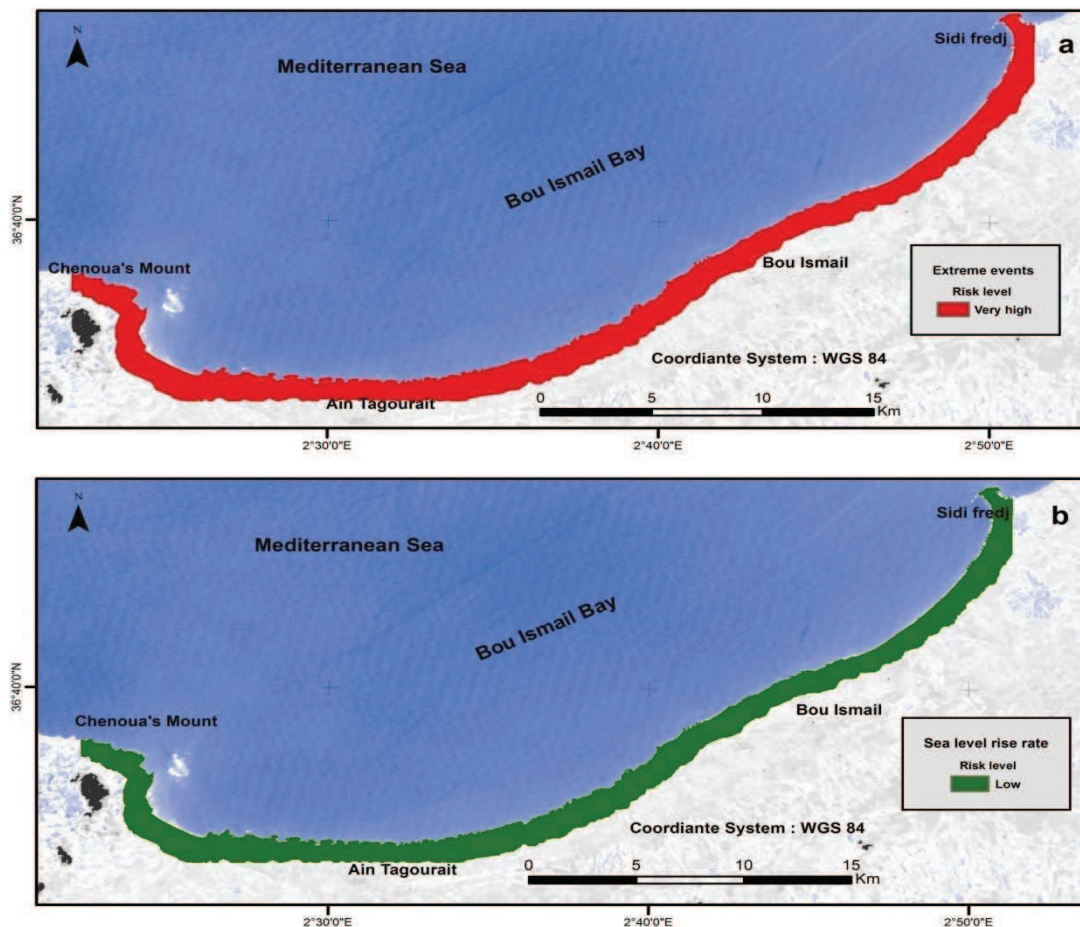 N
Mediterranean Sea
Sidi fredj
a
Bou Ismail Bay
36°40'0"N
Chenoua's Mount
Bou Ismail
Extreme events
Risk level
Very high
Coordiante System : WGS 84
Ain Tagourait
0 5 10 15
Km
2°30'0"E 2°40'0"E 2°50'0"E
N
Sidi fredj
b
Mediterranean Sea
Bou Ismail Bay
36°40'0"N
Chenoua's Mount
Bou Ismail
Sea level rise rate
Risk level
Low
Coordiante System : WGS 84
Ain Tagourait
0 5 10 15
Km
2°30'0"E 2°40'0"E 2°50'0"E